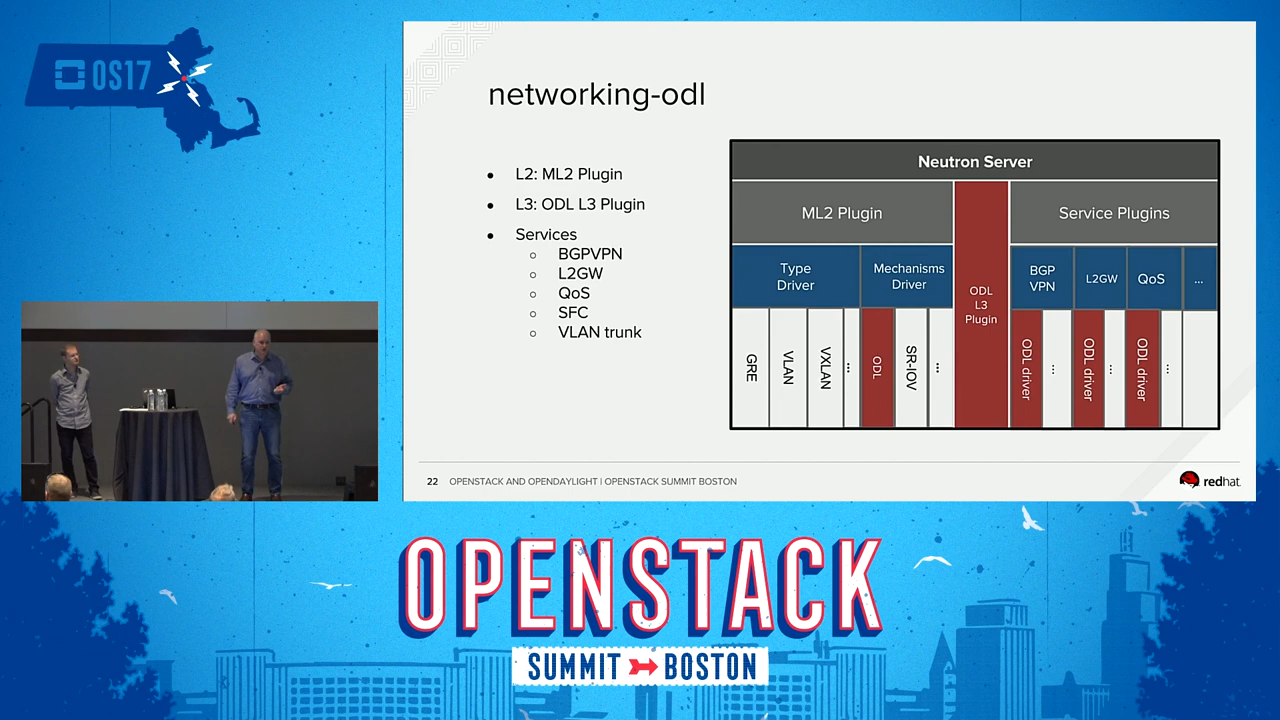 OS17
networking-odl
• L2: ML2 Plugin
• L3: ODL L3 Plugin
• Services
○ BGPVPN
○ L2GW
○ QoS
○ SFC
○ VLAN trunk
Neutron Server
ML2 Plugin
Service Plugins
Type
Driver
Mechanisms
Driver
ODL
L3
Plugin
BGP
VPN
L2GW
QoS
...
GRE
VLAN
VXLAN
...
ODL
SR-IOV
...
ODL driver
...
ODL driver
...
ODL driver
...
22 OPENSTACK AND OPENDAYLIGHT | OPENSTACK SUMMIT BOSTON
redhat.
OPENSTACK
SUMMIT BOSTON